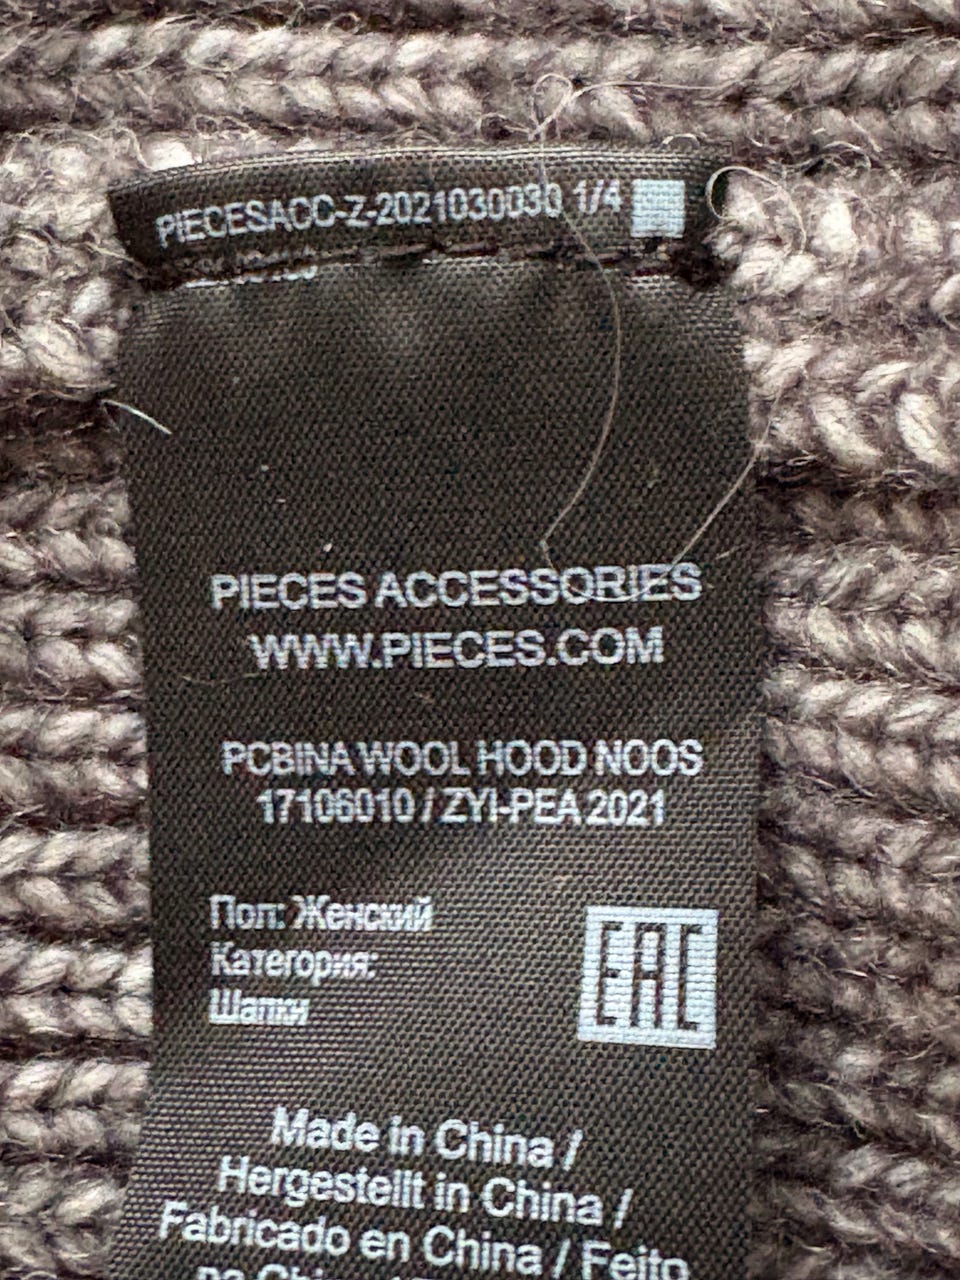 PIECESACC-Z-2021030030 1/4
PIECES ACCESSORIES
WWW.PIECES.COM
PCBINA WOOL HOOD NOOS
17106010 / ZYI-PEA 2021
Пол: Женский
Категория:
Шапки
EAC
Made in China /
Hergestellt in China /
Fabricado en China / Feito
na